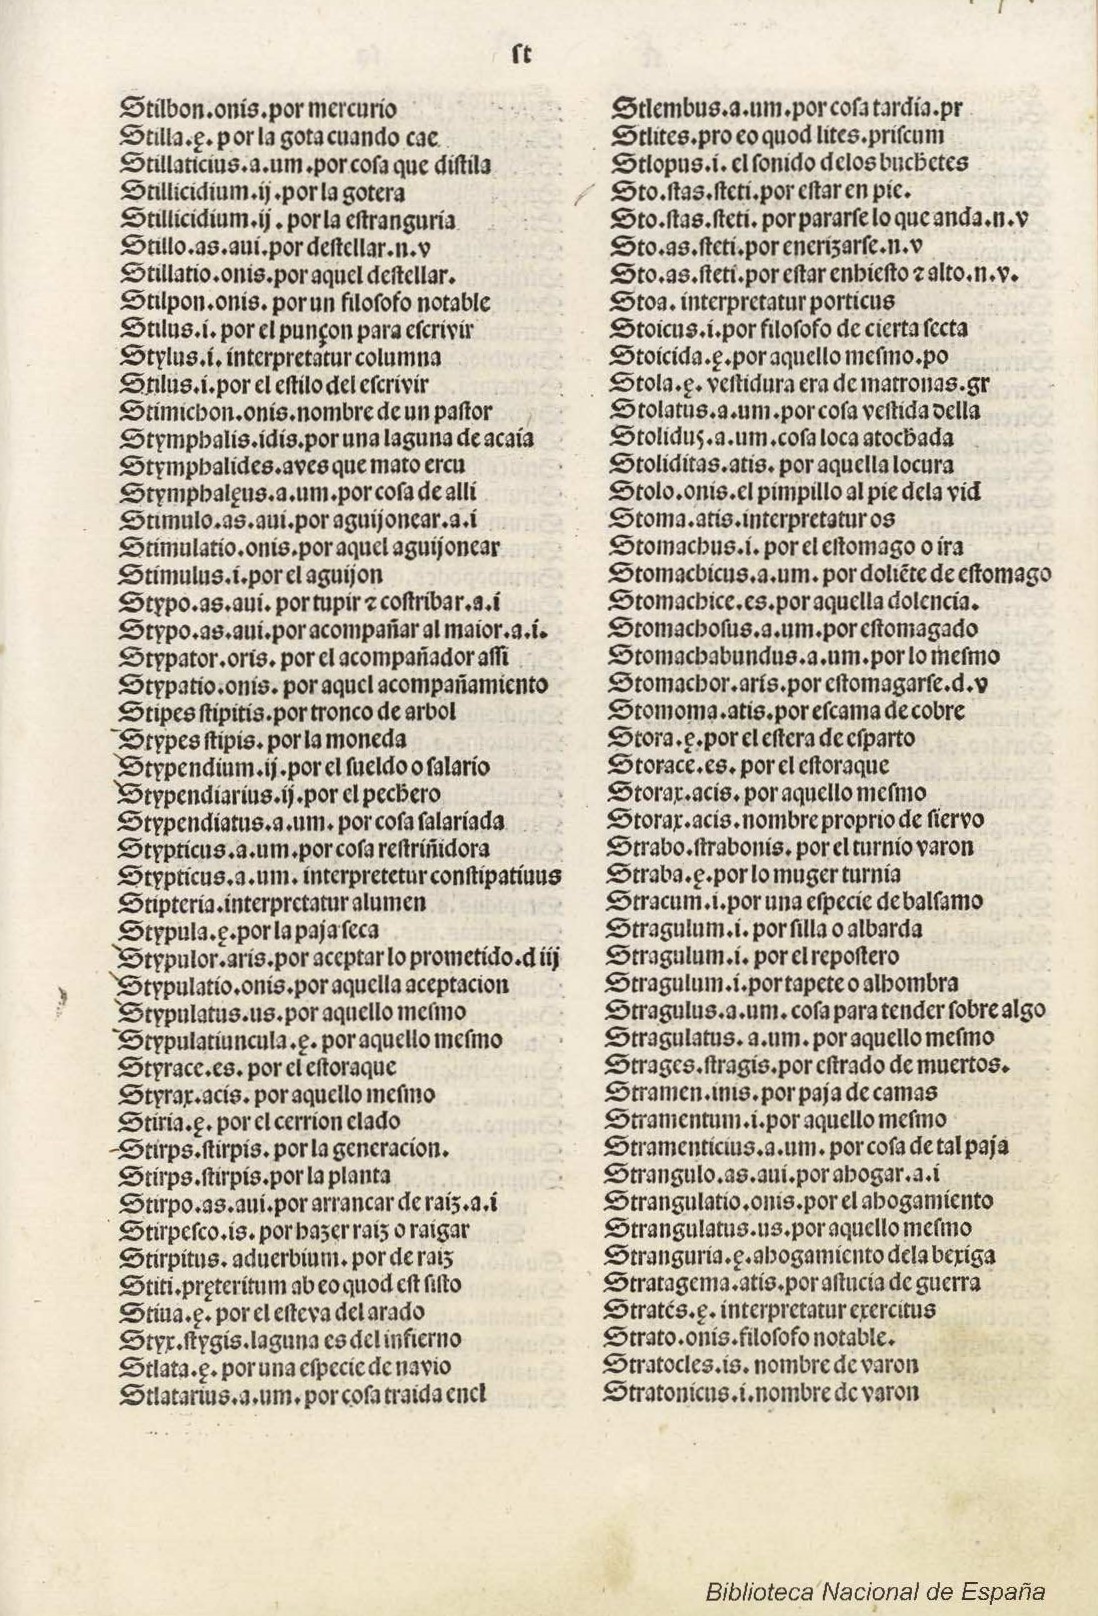 ſt
Stilbon.onis.por mercurio
Stilla.ę.por la gota cuando cae
Stillaticius.a.um.por coſa que diſtila
Stillicidium.ij.por la gotera
Stillicidium.ij.por la eſtranguria
Stillo.as.aui.por deſtellar.n.v
Stillatio.onis.por aquel deſtellar.
Stilpon.onis.por un filoſofo notable
Stilus.i.por el punçon para eſcrivir
Stylus.i.interpretatur columna
Stilus.i.por el eſtilo del eſcrivir
Stimichon.onis.nombre de un paſtor
Stymphalis.idis.por una laguna de acaia
Stymphalides.aves que mato ercu
Stymphalęus.a.um.por coſa de alli
Stimulo.as.aui.por aguijonear.a.i
Stimulatio.onis.por aquel aguijonear
Stimulus.i.por el aguijon
Stypo.as.aui.por tupir ⁊ coſtribar.a.i
Stypo.as.aui.por acompañar al maior.a.i.
Stypator.oris.por el acompañador aſſi
Stypatio.onis.por aquel acompañamiento
Stipes ſtipitis.por tronco de arbol
Stypes ſtipis.por la moneda
Stypendium.ij.por el ſueldo o ſalario
Stypendiarius.ij.por el pechero
Stypendiatus.a.um.por coſa ſalariada
Stypticus.a.um.por coſa reſtriñidora
Stypticus.a.um.interpretetur conſtipatiuus
Stipteria.interpretatur alumen
Stypula.ę.por la paja ſeca
Stypulor.aris.por aceptar lo prometido.d iij
Stypulatio.onis.por aquella aceptacion
Stypulatus.us.por aquello meſmo
Stypulatiuncula.ę.por aquello meſmo
Styrace.es.por el eſtoraque
Styrax.acis.por aquello meſmo
Stiria.ę.por el cerrion elado
Stirps.ſtirpis.por la generacion.
Stirps.ſtirpis.por la planta
Stirpo.as.aui.por arrancar de raiz.a.i
Stirpeſco.is.por hazer raiz o raigar
Stirpitus.aduerbium.por de raiz
Stiti.pręteritum ab eo quod eſt ſiſto
Stiua.ę.por el eſteva del arado
Styx.ſtygis.laguna es del infierno
Stlata.ę.por una eſpecie de navio
Stlatarius.a.um.por coſa traida enel
Stlembus.a.um.por coſa tardia.pr
Stlites.pro eo quod lites.priſcum
Stlopus.i.el ſonido delos buchetes
Sto.ſtas.ſteti.por eſtar en pie.
Sto.ſtas.ſteti.por pararſe lo que anda.n.v
Sto.as.ſteti.por enerizarſe.n.v
Sto.as.ſteti.por eſtar enhieſto ⁊ alto.n.v.
Stoa.interpretatur porticus
Stoicus.i.por filoſofo de cierta ſecta
Stoicida.ę.por aquello meſmo.po
Stola.ę.veſtidura era de matronas.gr
Stolatus.a.um.por coſa veſtida della
Stolidus.a.um.coſa loca atochada
Stoliditas.atis.por aquella locura
Stolo.onis.el pimpillo al pie dela vid
Stoma.atis.interpretatur os
Stomachus.i.por el eſtomago o ira
Stomachicus.a.um.por doliẽte de eſtomago
Stomachice.es.por aquella dolencia.
Stomachoſus.a.um.por eſtomagado
Stomachabundus.a.um.por lo meſmo
Stomachor.aris.por eſtomagarſe.d.v
Stomoma.atis.por eſcama de cobre
Stora.ę.por el eſtera de eſparto
Storace.es.por el eſtoraque
Storax.acis.por aquello meſmo
Storax.acis.nombre proprio de ſiervo
Strabo.ſtrabonis.por el turnio varon
Straba.ę.por lo muger turnia
Stracum.i.por una eſpecie de balſamo
Stragulum.i.por ſilla o albarda
Stragulum.i.por el repoſtero
Stragulum.i.por tapete o alhombra
Stragulus.a.um.coſa para tender ſobre algo
Stragulatus.a.um.por aquello meſmo
Strages.ſtragis.por eſtrado de muertos.
Stramen.inis.por paja de camas
Stramentum.i.por aquello meſmo
Stramenticius.a.um.por coſa de tal paja
Strangulo.as.aui.por ahogar.a.i
Strangulatio.onis.por el ahogamiento
Strangulatus.us.por aquello meſmo
Stranguria.ę.ahogamiento dela bexiga
Stratagema.atis.por aſtucia de guerra
Stratés.ę.interpretatur exercitus
Strato.onis.filoſofo notable.
Stratocles.is.nombre de varon
Stratonicus.i.nombre de varon
Biblioteca Nacional de España